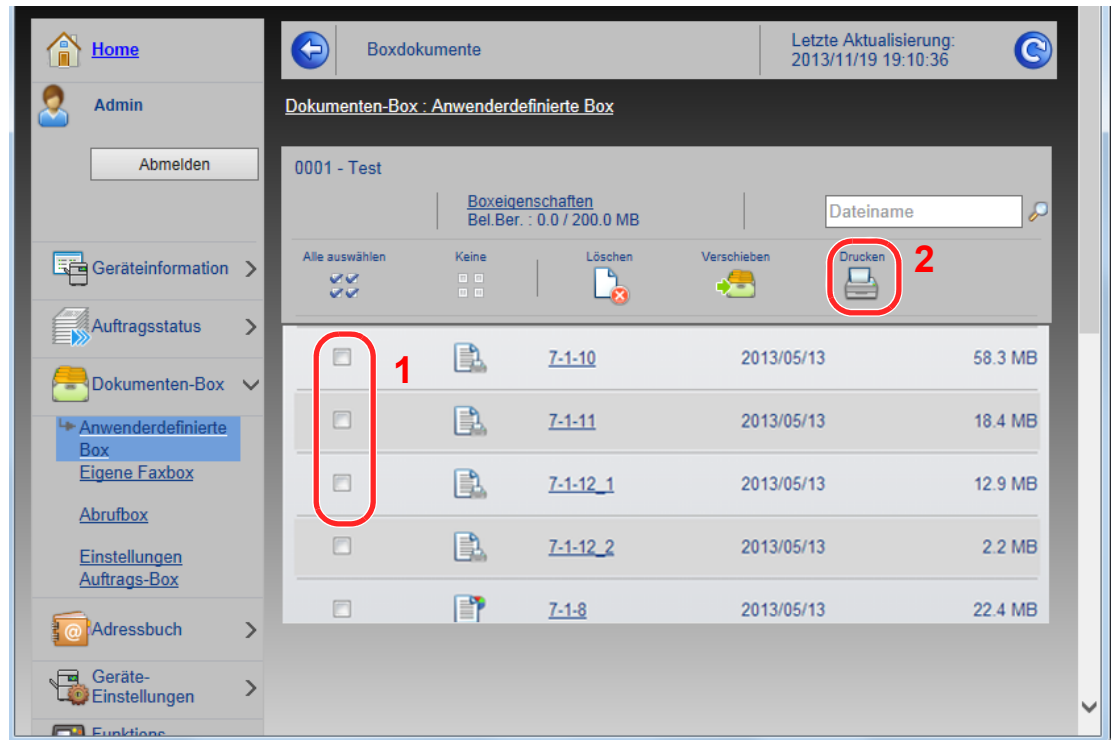 Home
Admin
Abmelden
Geräteinformation
Auftragsstatus
Dokumenten-Box
Anwenderdefinierte
Box
Eigene Faxbox
Abrufbox
Einstellungen
Auftrags-Box
Adressbuch
Geräte-
Einstellungen
Funktions
Boxdokumente
Letzte Aktualisierung:
2013/11/19 19:10:36
Dokumenten-Box : Anwenderdefinierte Box
0001 - Test
Boxeigenschaften
Bel.Ber. : 0.0 / 200.0 MB
Dateiname
Alle auswählen Keine Löschen Verschieben Drucken 2
1
7-1-10 2013/05/13 58.3 MB
7-1-11 2013/05/13 18.4 MB
7-1-12_1 2013/05/13 12.9 MB
7-1-12_2 2013/05/13 2.2 MB
7-1-8 2013/05/13 22.4 MB